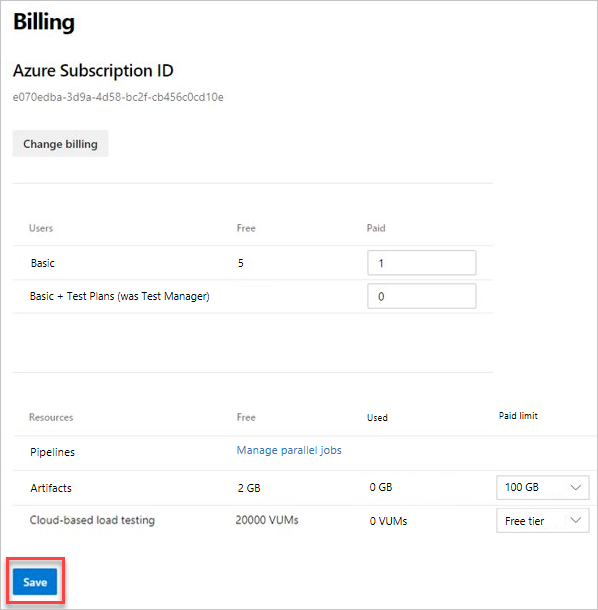 Billing
Azure Subscription ID
e070edba-3d9a-4d58-bc2f-cb456c0cd10e
Change billing
Users Free Paid
Basic 5 1
Basic + Test Plans (was Test Manager) 0
Resources Free Used Paid limit
Pipelines Manage parallel jobs
Artifacts 2 GB 0 GB 100 GB
Cloud-based load testing 20000 VUMs 0 VUMs Free tier
Save